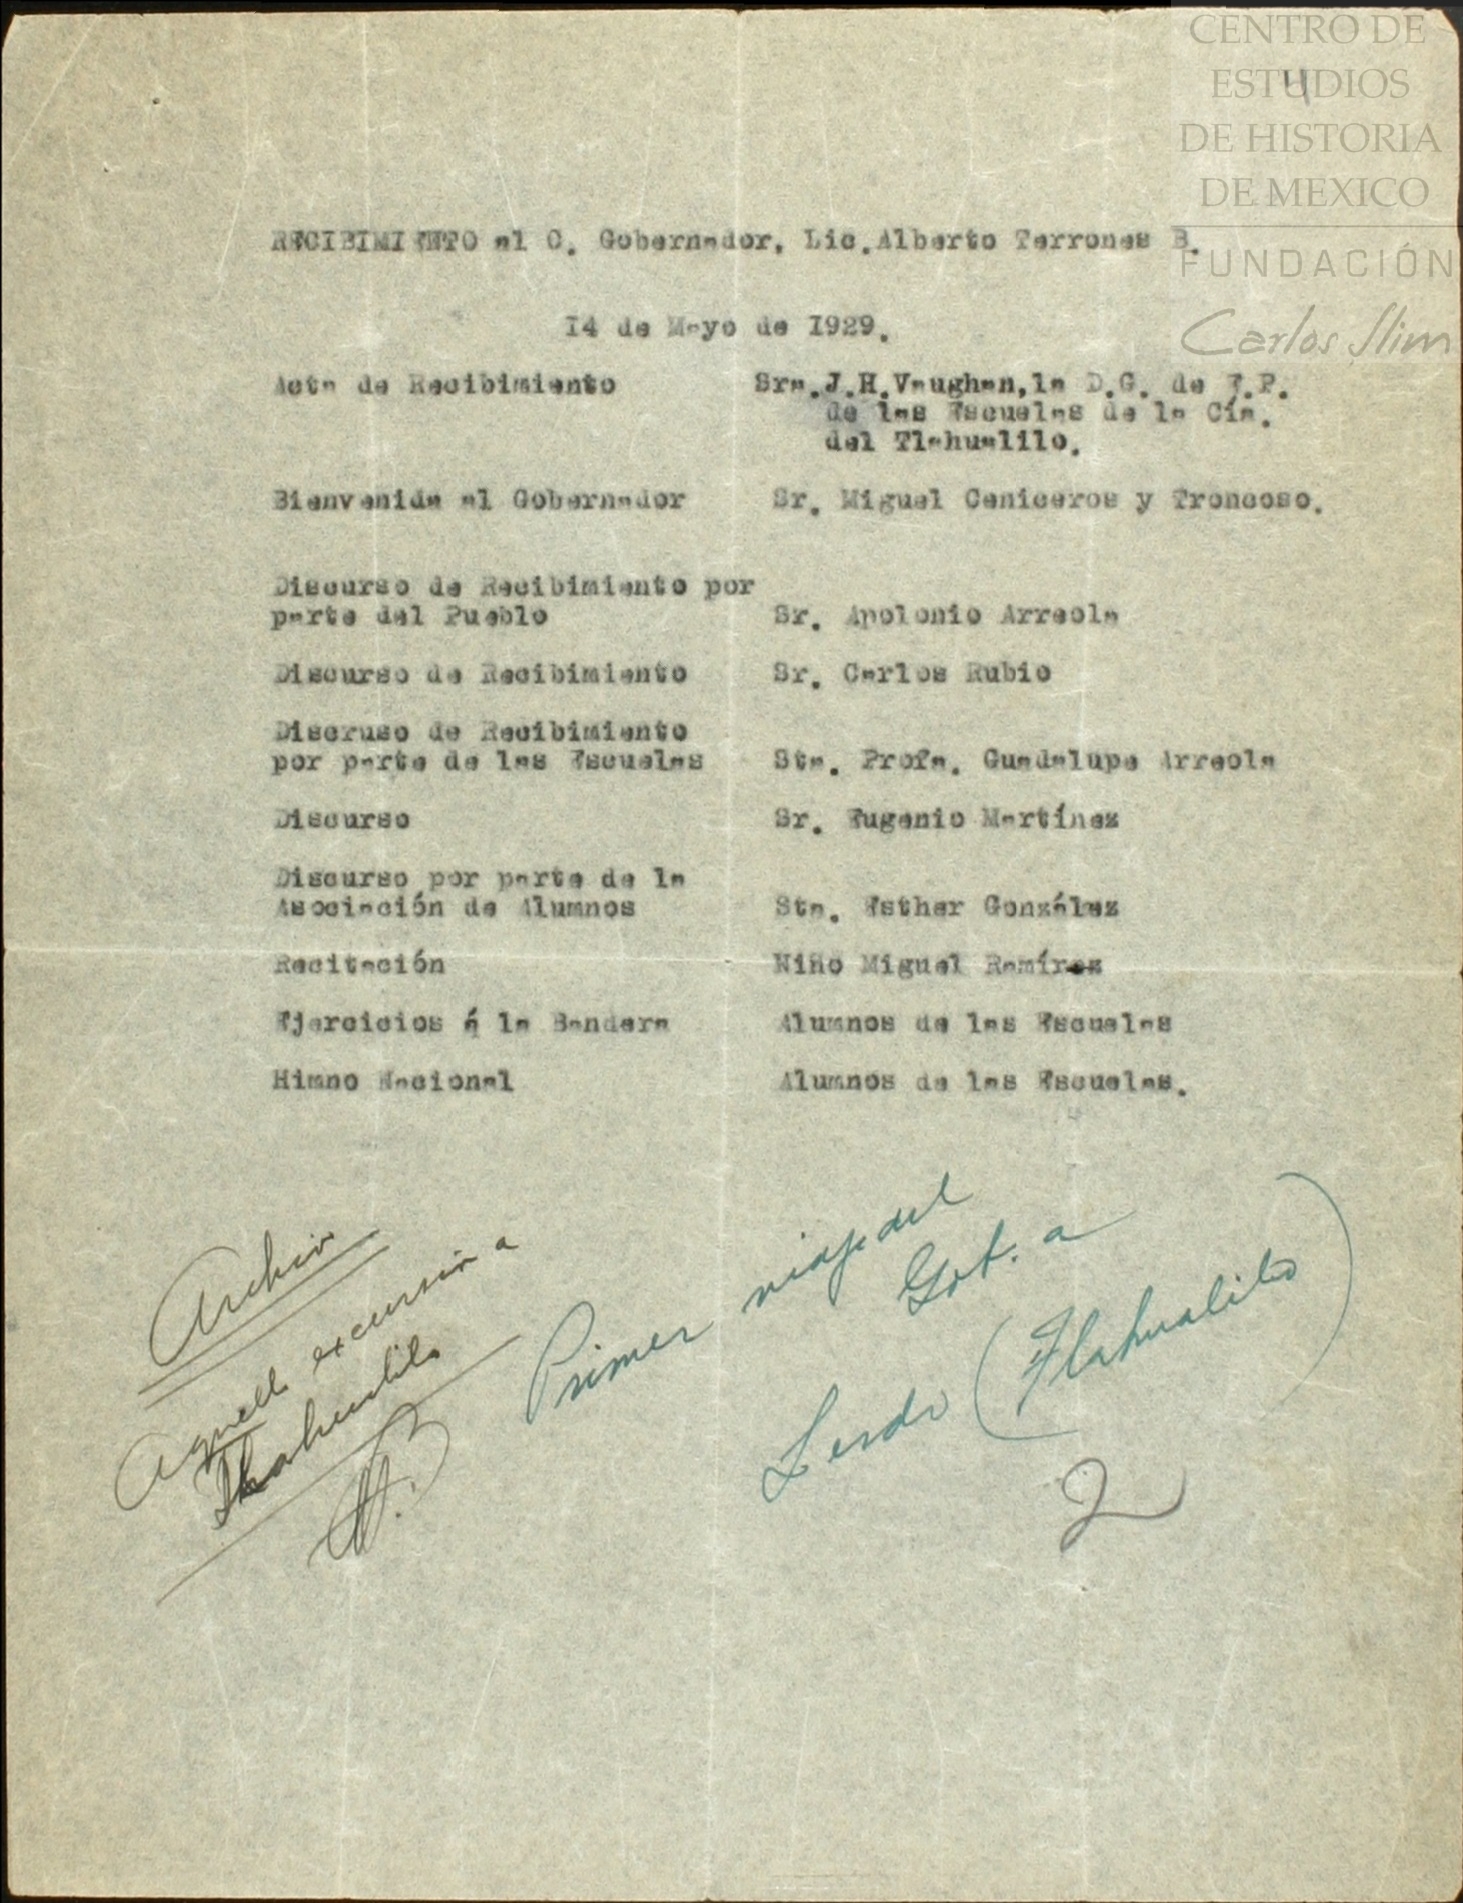 CENTRO DE
ESTUDIOS
DE HISTORIA
DE MEXICO
FUNDACIÓN
Carlos Slim
4
RECIBIMIENTO al C. Gobernador, Lic. Alberto Terrones B.
14 de Mayo de 1929.
Acta de Recibimiento Sra. J.H. Vaughan, la D.G. de E.P.
de las Escuelas de la Cía.
del Tlahualilo.
Bienvenida al Gobernador Sr. Miguel Ceniceros y Troncoso.
Discurso de Recibimiento por
parte del Pueblo Sr. Apolonio Arreola
Discurso de Recibimiento Sr. Carlos Rubio
Discruso de Recibimiento
por parte de las Escuelas Sta. Profa. Guadalupe Arreola
Discurso Sr. Eugenio Martínez
Discurso por parte de la
Asociación de Alumnos Sta. Esther González
Recitación Niño Miguel Ramírez
Ejercicios á la Bandera Alumnos de las Escuelas
Himno Nacional Alumnos de las Escuelas.
Archivo
excursión a
Tlahualilo
Primer viaje del
Gob. a
Lerdo (Tlahualilo)
2